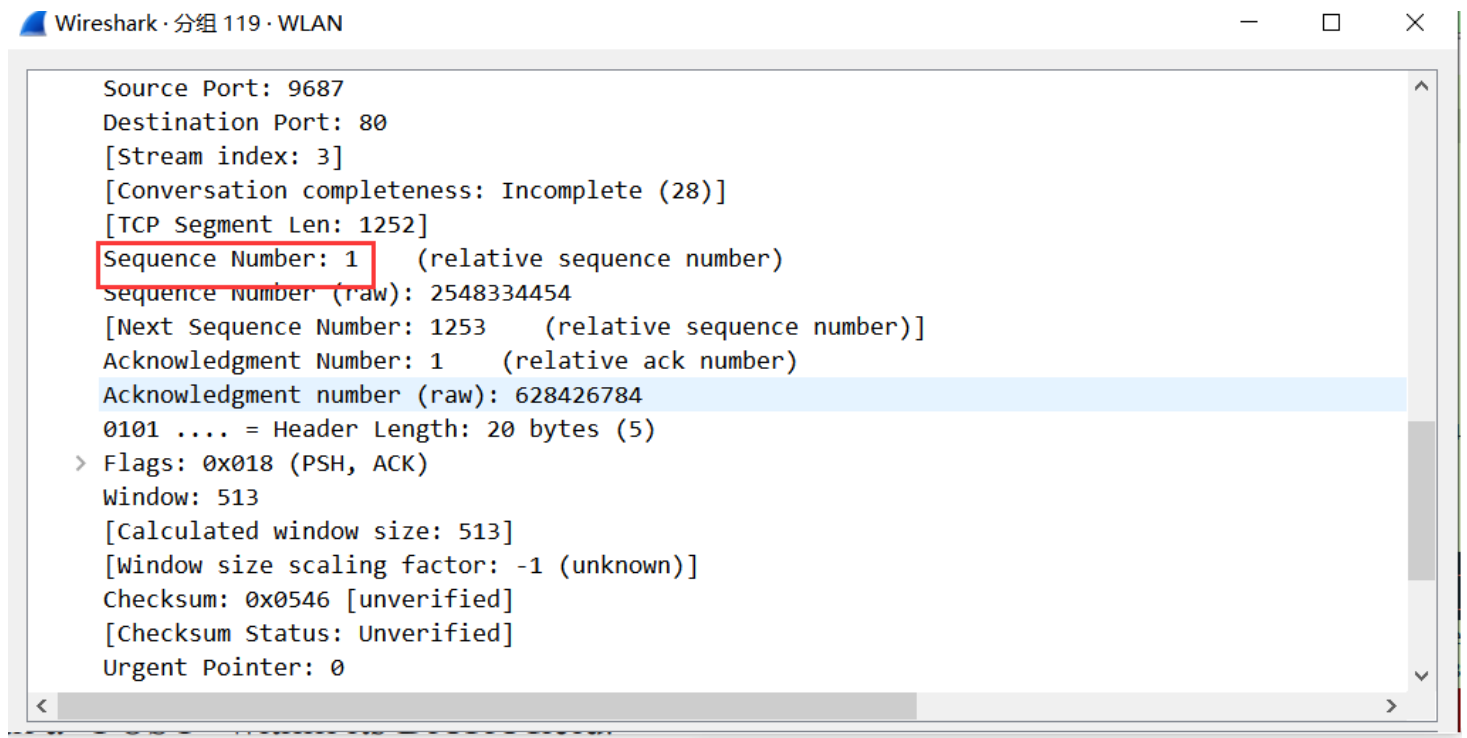 Wireshark · 分组 119 · WLAN
Source Port: 9687
Destination Port: 80
[Stream index: 3]
[Conversation completeness: Incomplete (28)]
[TCP Segment Len: 1252]
Sequence Number: 1    (relative sequence number)
Sequence Number (raw): 2548334454
[Next Sequence Number: 1253    (relative sequence number)]
Acknowledgment Number: 1    (relative ack number)
Acknowledgment number (raw): 628426784
0101 .... = Header Length: 20 bytes (5)
Flags: 0x018 (PSH, ACK)
Window: 513
[Calculated window size: 513]
[Window size scaling factor: -1 (unknown)]
Checksum: 0x0546 [unverified]
[Checksum Status: Unverified]
Urgent Pointer: 0